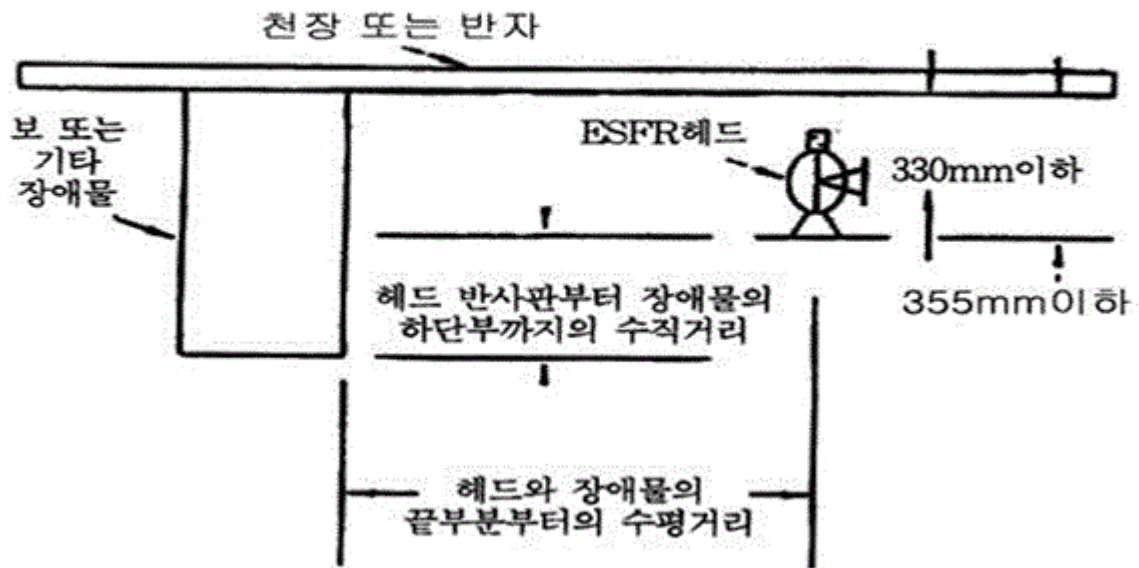 천장 또는 반자
보 또는
기타
장애물
ESFR헤드
330mm이하
355mm이하
헤드 반사판부터 장애물의
하단부까지의 수직거리
헤드와 장애물의
끝부분부터의 수평거리